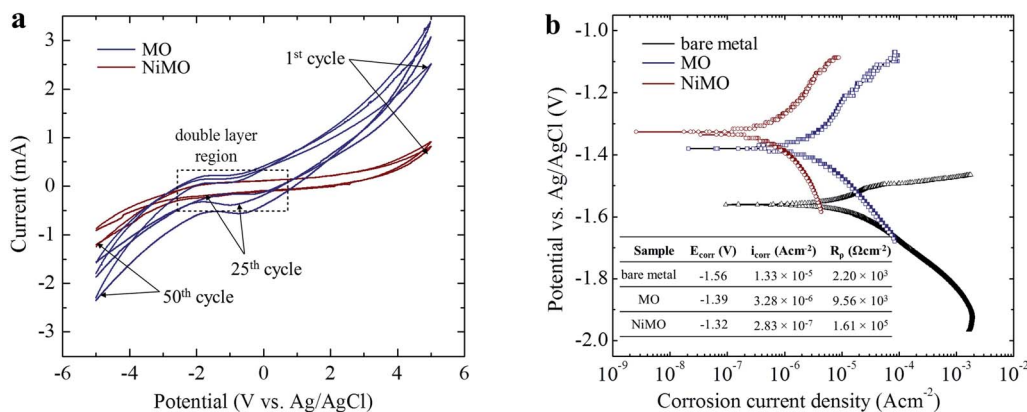 a
MO
NiMO
1st cycle
double layer
region
25th cycle
50th cycle
Current (mA)
3
2
1
0
-1
-2
-3
-6
-4
-2
0
2
4
6
Potential (V vs. Ag/AgCl)
b
bare metal
MO
NiMO
Potential vs. Ag/AgCl (V)
-1.0
-1.2
-1.4
-1.6
-1.8
-2.0
Sample Ecorr (V) icorr (Acm-2) Rp (Ωcm-2)
bare metal -1.56 1.33 × 10-5 2.20 × 103
MO -1.39 3.28 × 10-6 9.56 × 103
NiMO -1.32 2.83 × 10-7 1.61 × 105
10-9 10-8 10-7 10-6 10-5 10-4 10-3 10-2
Corrosion current density (Acm-2)